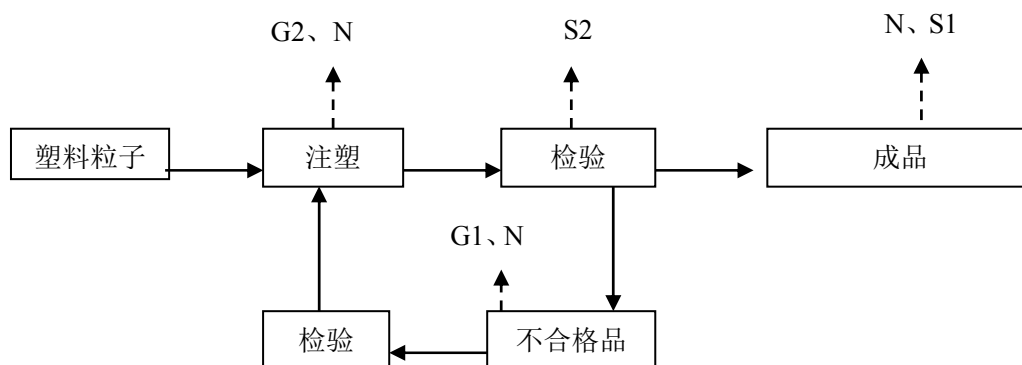 G2、N
S2
N、S1
塑料粒子
注塑
检验
成品
G1、N
检验
不合格品